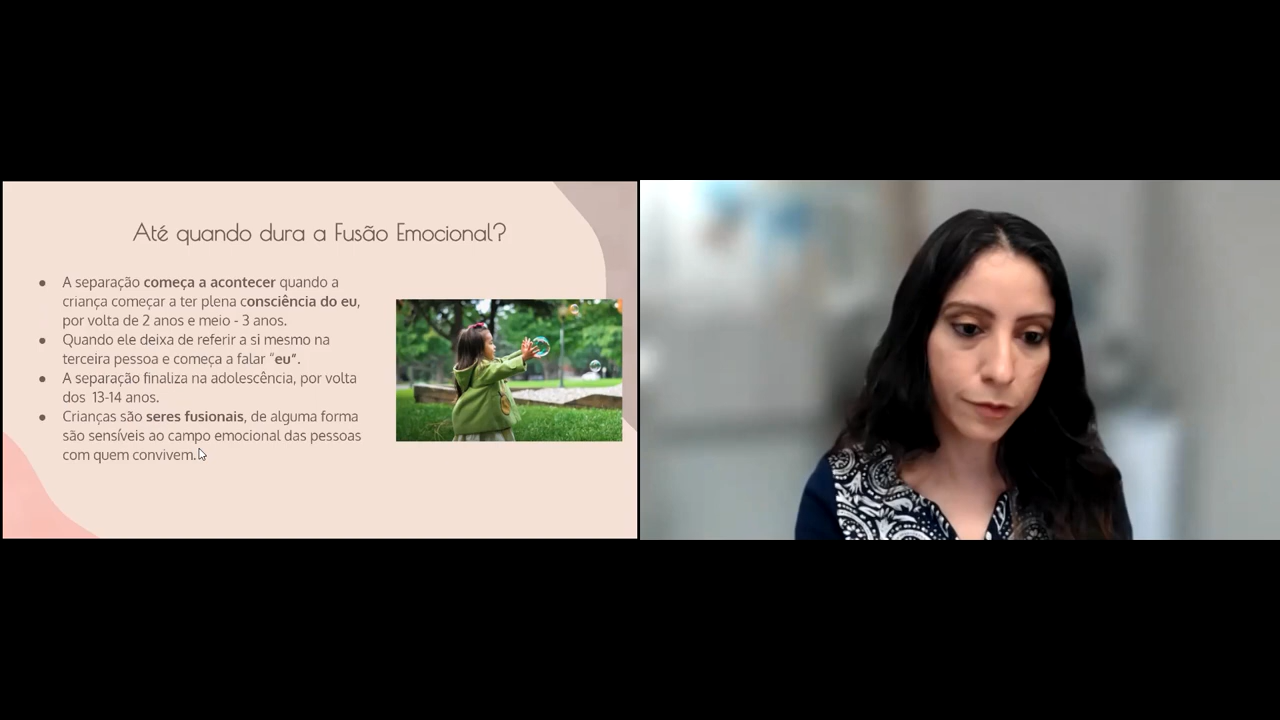 Até quando dura a Fusão Emocional?
● A separação começa a acontecer quando a
criança começar a ter plena consciência do eu,
por volta de 2 anos e meio - 3 anos.
● Quando ele deixa de referir a si mesmo na
terceira pessoa e começa a falar “eu”.
● A separação finaliza na adolescência, por volta
dos 13-14 anos.
● Crianças são seres fusionais, de alguma forma
são sensíveis ao campo emocional das pessoas
com quem convivem.